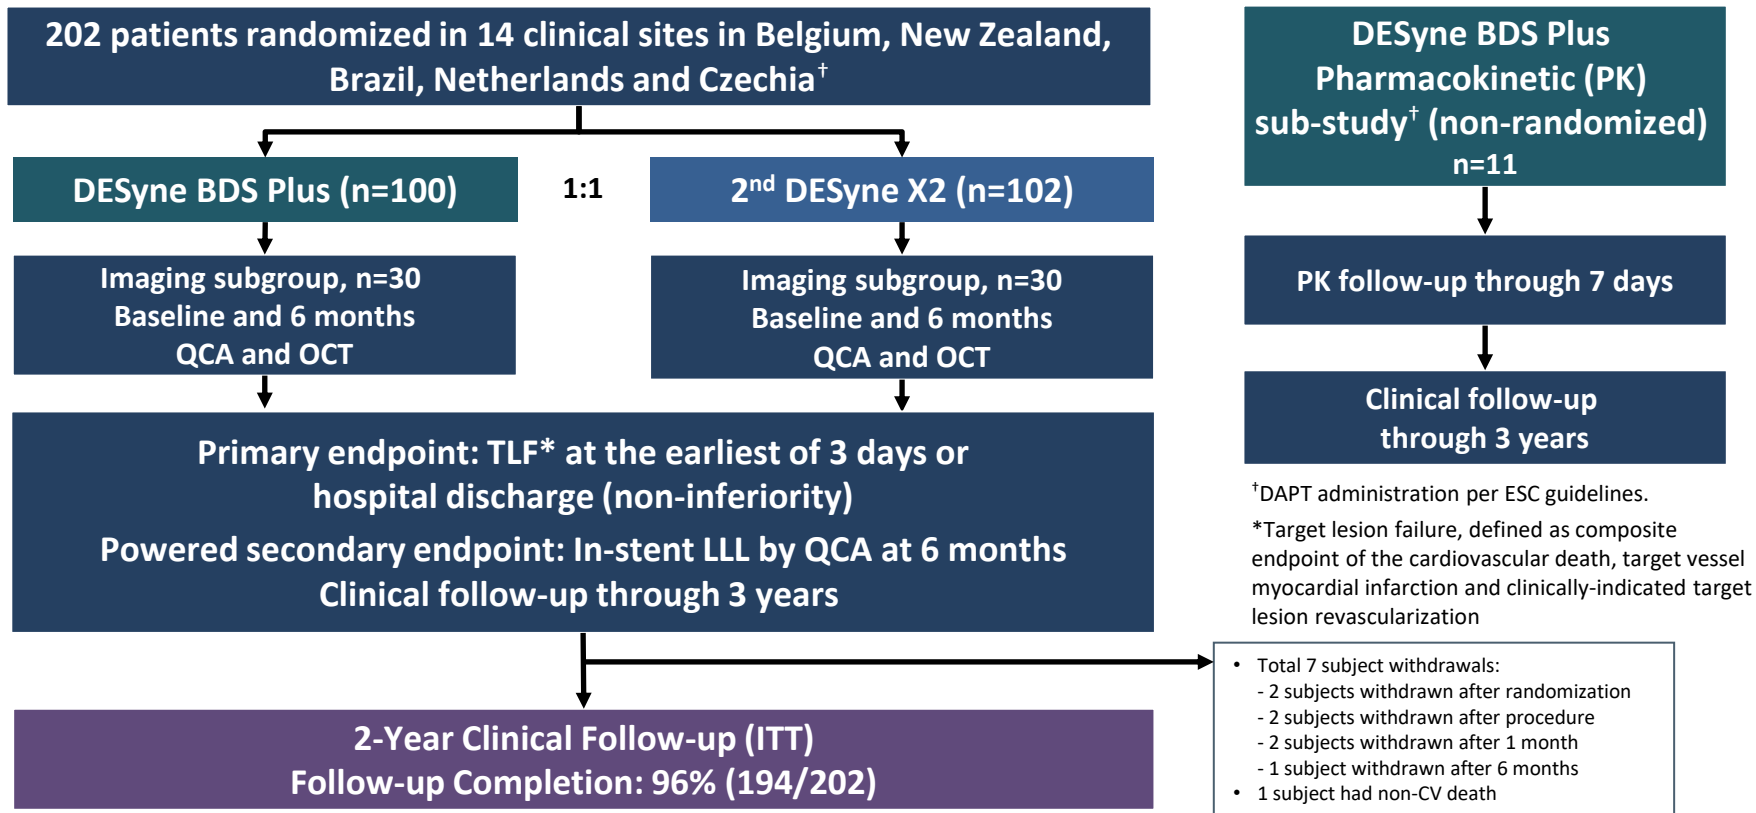 202 patients randomized in 14 clinical sites in Belgium, New Zealand,
Brazil, Netherlands and Czechia†
DESyne BDS Plus (n=100)
1:1
2nd DESyne X2 (n=102)
Imaging subgroup, n=30
Baseline and 6 months
QCA and OCT
Imaging subgroup, n=30
Baseline and 6 months
QCA and OCT
Primary endpoint: TLF* at the earliest of 3 days or
hospital discharge (non-inferiority)
Powered secondary endpoint: In-stent LLL by QCA at 6 months
Clinical follow-up through 3 years
2-Year Clinical Follow-up (ITT)
Follow-up Completion: 96% (194/202)
DESyne BDS Plus
Pharmacokinetic (PK)
sub-study† (non-randomized)
n=11
PK follow-up through 7 days
Clinical follow-up
through 3 years
†DAPT administration per ESC guidelines.
*Target lesion failure, defined as composite
endpoint of the cardiovascular death, target vessel
myocardial infarction and clinically-indicated target
lesion revascularization
• Total 7 subject withdrawals:
- 2 subjects withdrawn after randomization
- 2 subjects withdrawn after procedure
- 2 subjects withdrawn after 1 month
- 1 subject withdrawn after 6 months
• 1 subject had non-CV death